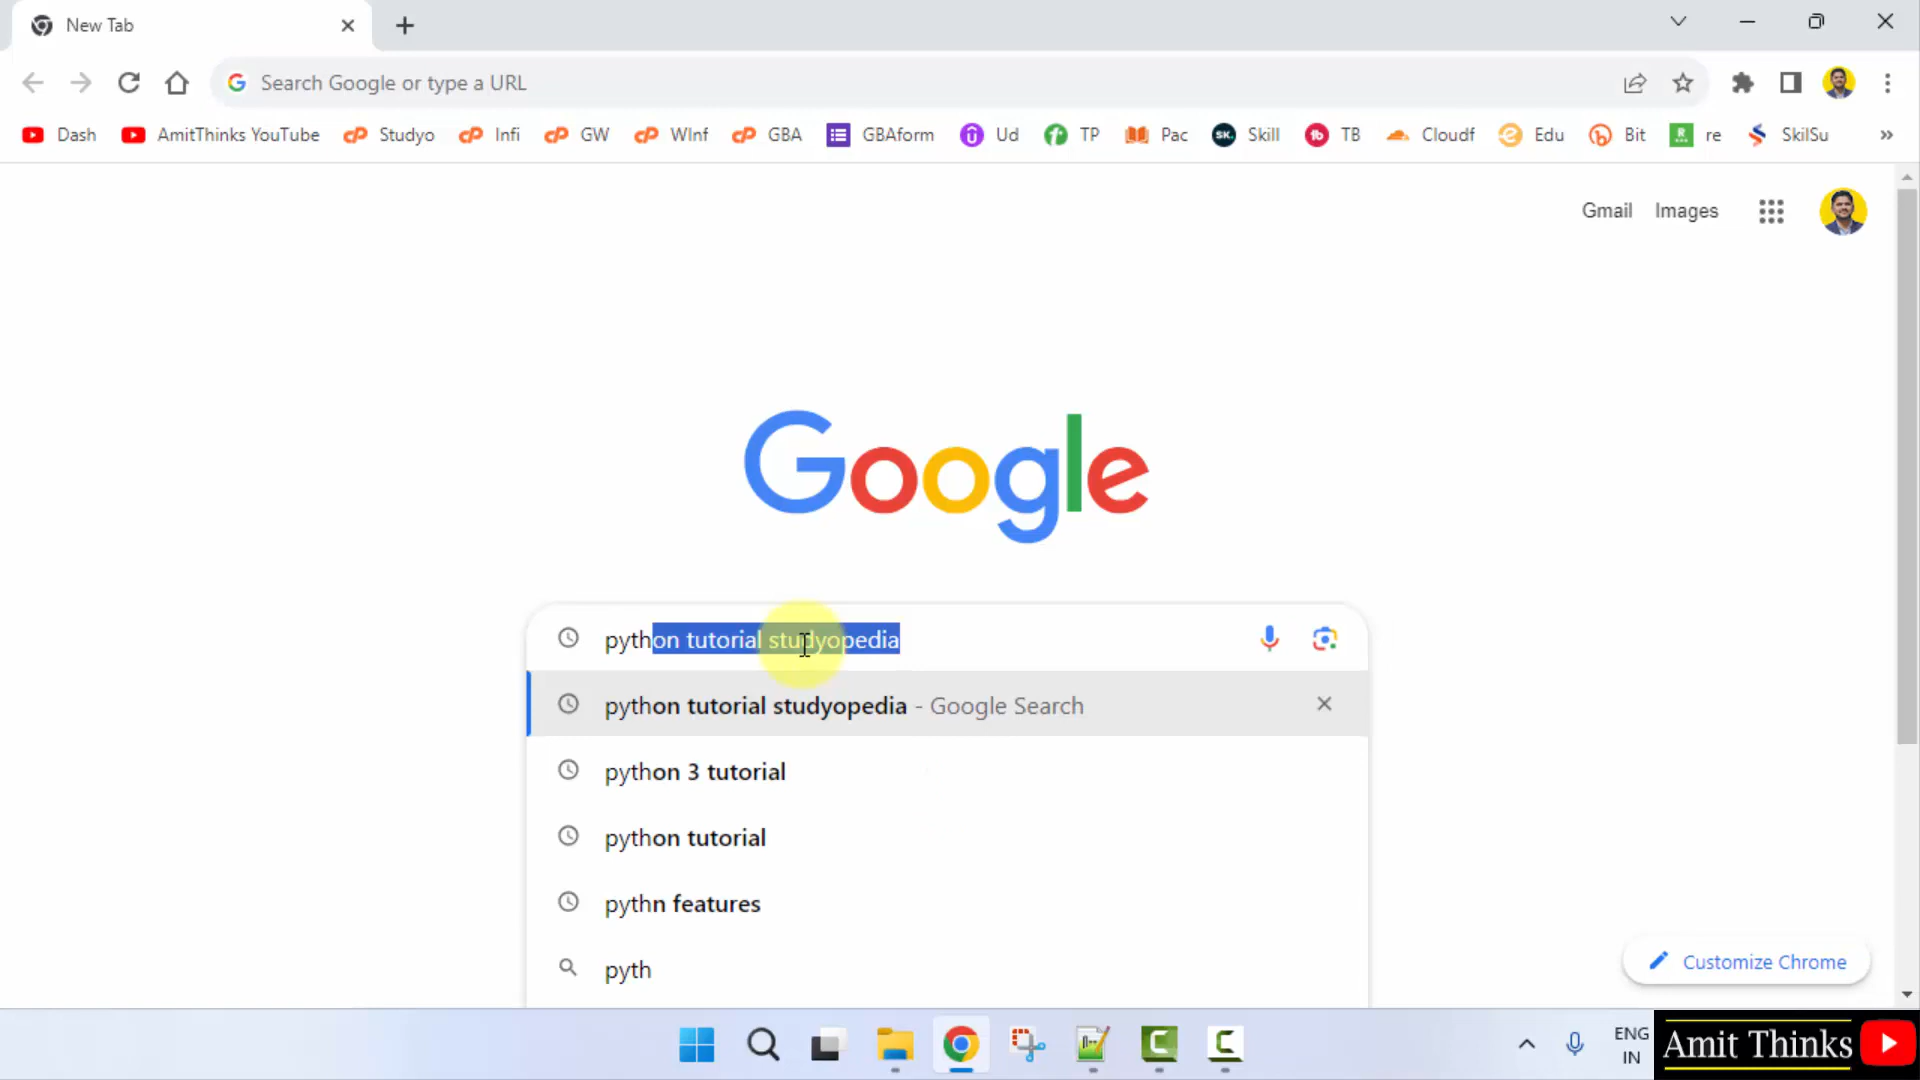 New Tab
Search Google or type a URL
Dash AmitThinks YouTube Studyo Infi GW WInf GBA GBAform Ud TP Pac SK. Skill tb TB Cloudf Edu Bit R re SkilSu »
Gmail Images
Google
python tutorial studyopedia
python tutorial studyopedia - Google Search
python 3 tutorial
python tutorial
pythn features
pyth
Customize Chrome
ENG
IN
Amit Thinks